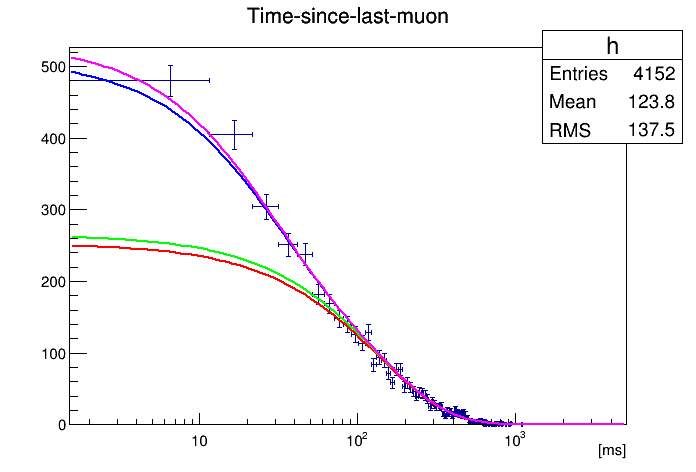 Time-since-last-muon
h
Entries 4152
Mean 123.8
RMS 137.5
500
400
300
200
100
0
10 10² 10³
[ms]